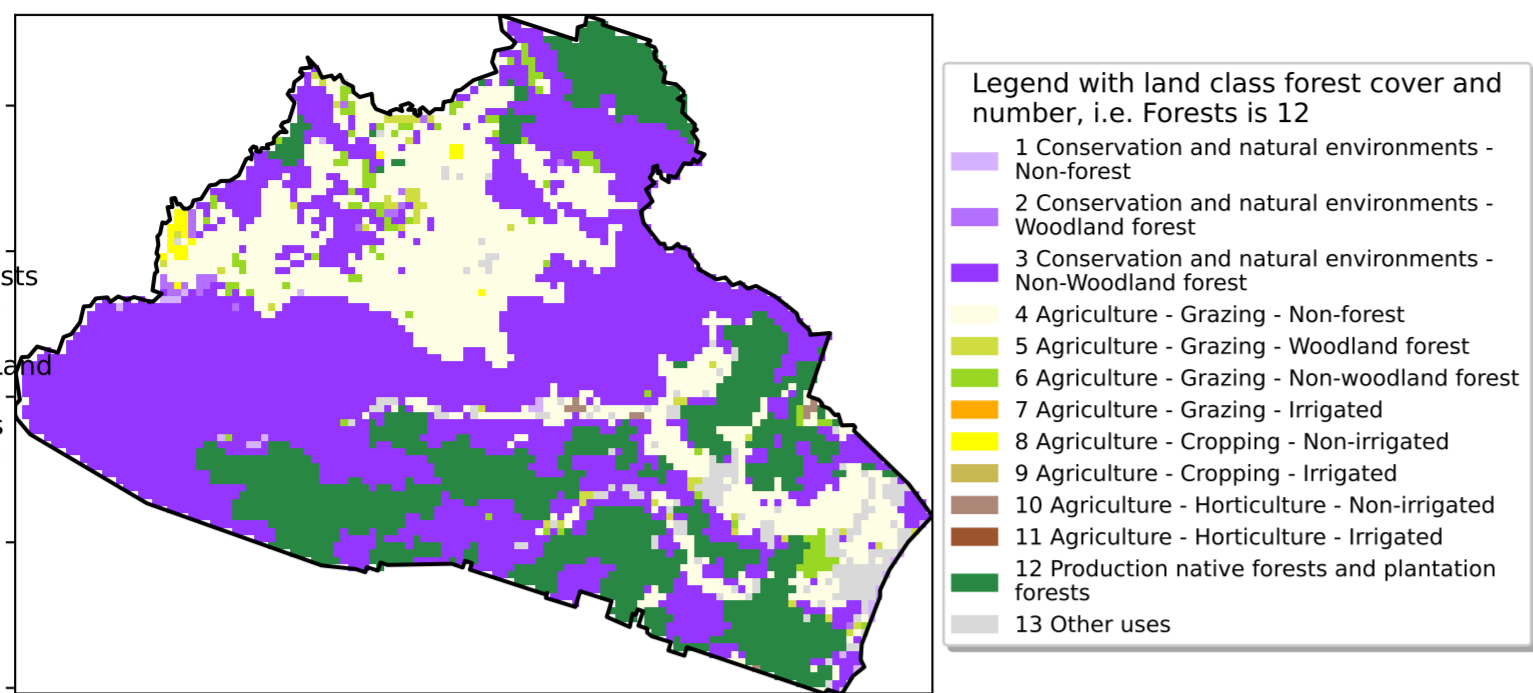 sts
land
s
Legend with land class forest cover and
number, i.e. Forests is 12
1 Conservation and natural environments -
Non-forest
2 Conservation and natural environments -
Woodland forest
3 Conservation and natural environments -
Non-Woodland forest
4 Agriculture - Grazing - Non-forest
5 Agriculture - Grazing - Woodland forest
6 Agriculture - Grazing - Non-woodland forest
7 Agriculture - Grazing - Irrigated
8 Agriculture - Cropping - Non-irrigated
9 Agriculture - Cropping - Irrigated
10 Agriculture - Horticulture - Non-irrigated
11 Agriculture - Horticulture - Irrigated
12 Production native forests and plantation
forests
13 Other uses